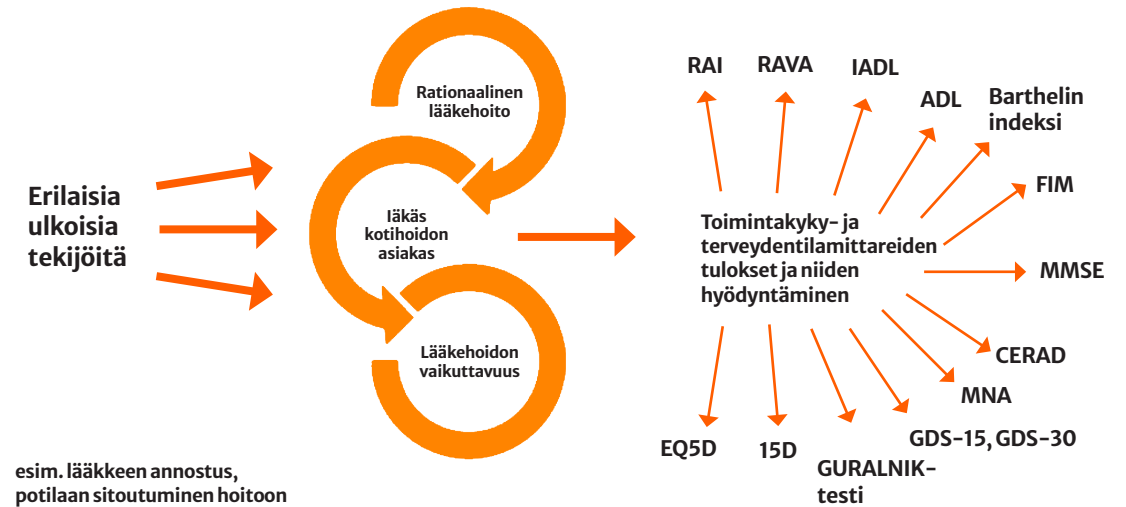 Erilaisia
ulkoisia
tekijöitä
esim. lääkkeen annostus,
potilaan sitoutuminen hoitoon
Rationaalinen
lääkehoito
Iäkäs
kotihoidon
asiakas
Lääkehoidon
vaikuttavuus
Toimintakyky- ja
terveydentilamittareiden
tulokset ja niiden
hyödyntäminen
RAI
RAVA
IADL
ADL
Barthelin
indeksi
FIM
MMSE
CERAD
MNA
GDS-15, GDS-30
GURALNIK-
testi
15D
EQ5D